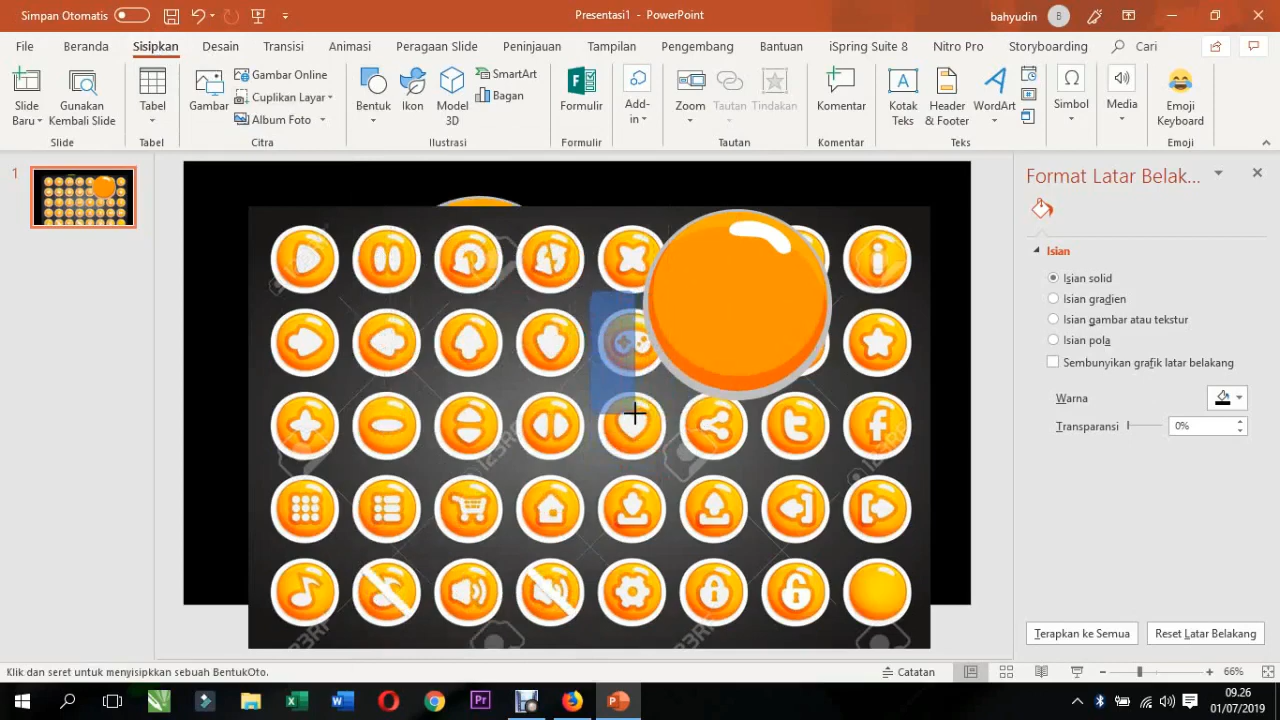 Simpan Otomatis
Presentasi1 - PowerPoint
bahyudin
B
File Beranda Sisipkan Desain Transisi Animasi Peragaan Slide Peninjauan Tampilan Pengembang Bantuan iSpring Suite 8 Nitro Pro Storyboarding Cari
Slide Baru
Gunakan Kembali Slide
Tabel
Gambar
Gambar Online
Cuplikan Layar
Album Foto
Bentuk
Ikon
Model 3D
SmartArt
Bagan
Formulir
Add-in
Zoom
Tautan
Tindakan
Komentar
Kotak Teks
Header & Footer
WordArt
Simbol
Media
Emoji Keyboard
Slide Tabel Citra Ilustrasi Formulir Tautan Komentar Teks Emoji
1
Format Latar Belak...
Isian
Isian solid
Isian gradien
Isian gambar atau tekstur
Isian pola
Sembunyikan grafik latar belakang
Warna
Transparansi 0%
Terapkan ke Semua Reset Latar Belakang
123RF
Klik dan seret untuk menyisipkan sebuah BentukOto.
Catatan
66%
09.26
01/07/2019